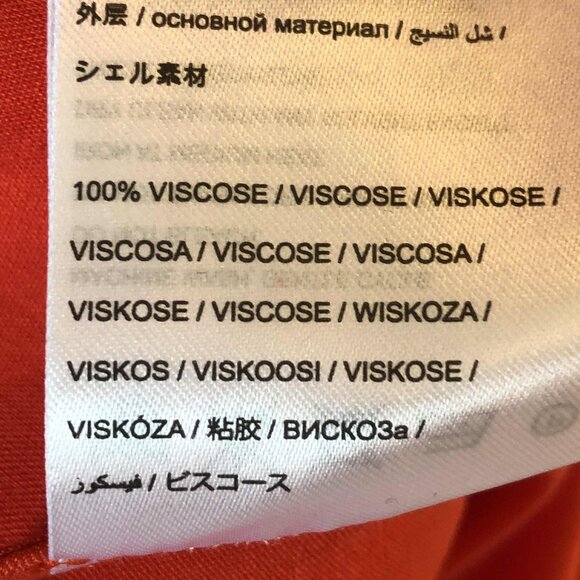 外层 / основной материал / شل النسيج /
シェル素材
100% VISCOSE / VISCOSE / VISKOSE /
VISCOSA / VISCOSE / VISCOSA /
VISKOSE / VISCOSE / WISKOZA /
VISKOS / VISKOOSI / VISKOSE /
VISKÓZA / 粘胶 / ВИСКОЗа /
فيسكوز / ビスコース